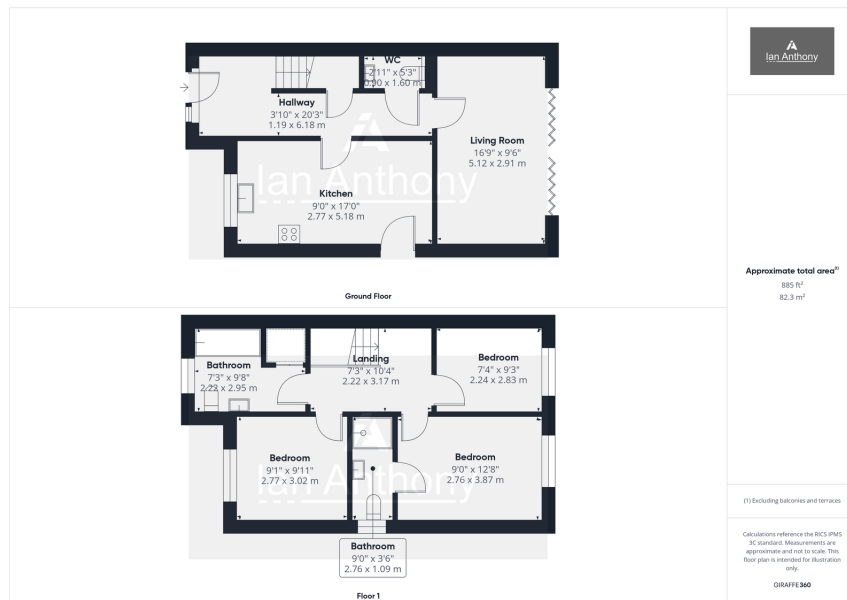 WC
2'11" x 5'3"
0.90 x 1.60 m
Hallway
3'10" x 20'3"
1.19 x 6.18 m
Living Room
16'9" x 9'6"
5.12 x 2.91 m
Kitchen
9'0" x 17'0"
2.77 x 5.18 m
Ian Anthony
Ground Floor
Bathroom
7'3" x 9'8"
2.22 x 2.95 m
Landing
7'3" x 10'4"
2.22 x 3.17 m
Bedroom
7'4" x 9'3"
2.24 x 2.83 m
Bedroom
9'1" x 9'11"
2.77 x 3.02 m
Bedroom
9'0" x 12'8"
2.76 x 3.87 m
Ian Anthony
Bathroom
9'0" x 3'6"
2.76 x 1.09 m
Floor 1
Ian Anthony
Approximate total area(1)
885 ft²
82.3 m²
(1) Excluding balconies and terraces
Calculations reference the RICS IPMS
3C standard. Measurements are
approximate and not to scale. This
floor plan is intended for illustration
only.
GIRAFFE360